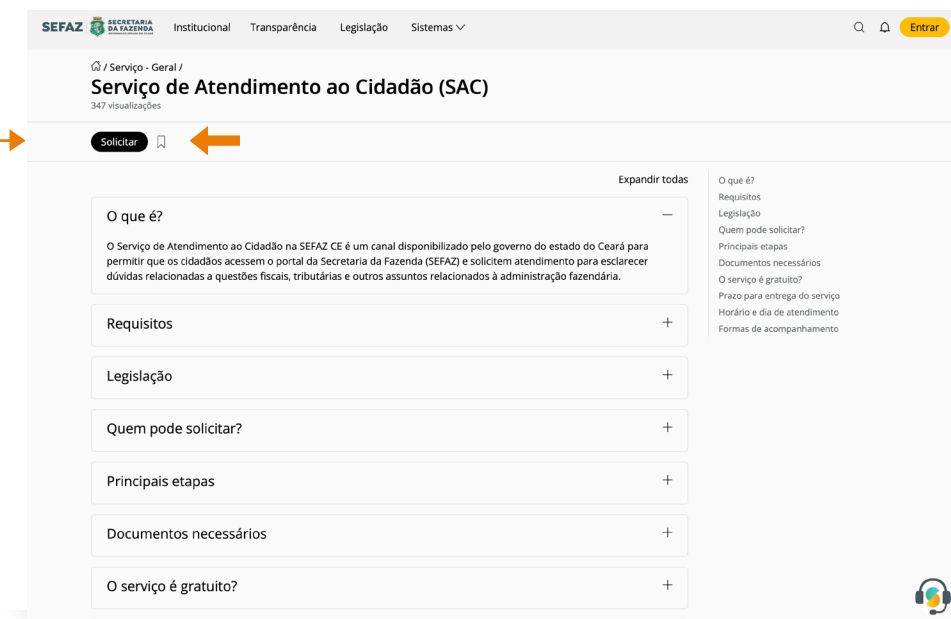 SEFAZ SECRETARIA DA FAZENDA Institucional Transparência Legislação Sistemas Entrar
/ Serviço - Geral /
Serviço de Atendimento ao Cidadão (SAC)
347 visualizações
Solicitar
Expandir todas
O que é?
O Serviço de Atendimento ao Cidadão na SEFAZ CE é um canal disponibilizado pelo governo do estado do Ceará para
permitir que os cidadãos acessem o portal da Secretaria da Fazenda (SEFAZ) e solicitem atendimento para esclarecer
dúvidas relacionadas a questões fiscais, tributárias e outros assuntos relacionados à administração fazendária.
Requisitos
Legislação
Quem pode solicitar?
Principais etapas
Documentos necessários
O serviço é gratuito?
O que é?
Requisitos
Legislação
Quem pode solicitar?
Principais etapas
Documentos necessários
O serviço é gratuito?
Prazo para entrega do serviço
Horário e dia de atendimento
Formas de acompanhamento